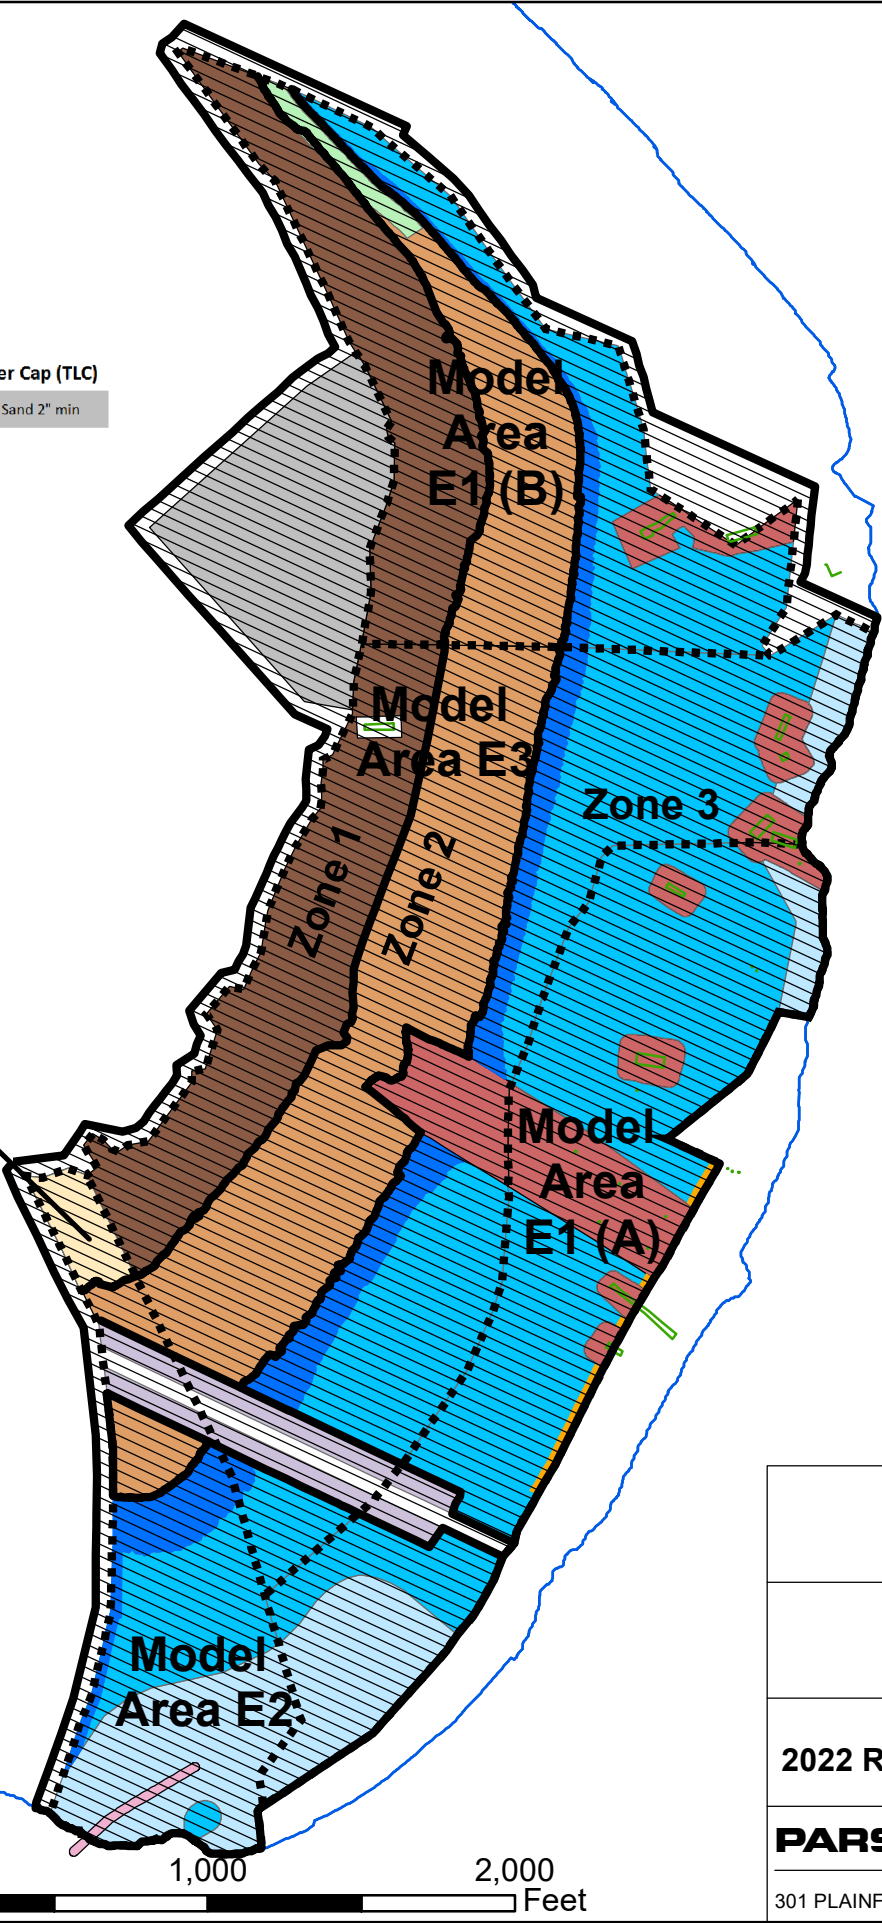 er Cap (TLC)
Sand 2" min
Model
Area
E1 (B)
Model
Area E3
Zone 3
Zone 1
Zone 2
Model
Area
E1 (A)
Model
Area E2
1,000
2,000
Feet
2022 R
PARS
301 PLAINF